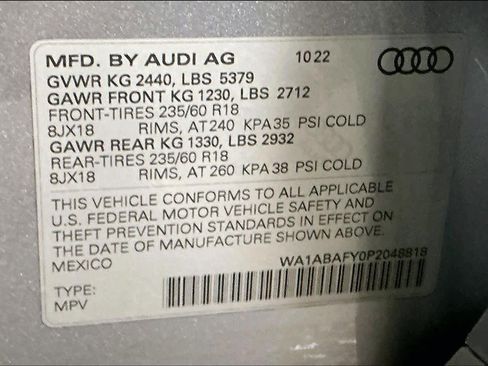 MFD. BY AUDI AG 10 22
GVWR KG 2440, LBS 5379
GAWR FRONT KG 1230, LBS 2712
FRONT-TIRES 235/60 R18
8JX18 RIMS, AT 240 KPA 35 PSI COLD
GAWR REAR KG 1330, LBS 2932
REAR-TIRES 235/60 R18
8JX18 RIMS, AT 260 KPA 38 PSI COLD
THIS VEHICLE CONFORMS TO ALL APPLICABLE
U.S. FEDERAL MOTOR VEHICLE SAFETY AND
THEFT PREVENTION STANDARDS IN EFFECT ON
THE DATE OF MANUFACTURE SHOWN ABOVE.
MEXICO WA1ABAFY0P2048818
TYPE:
MPV